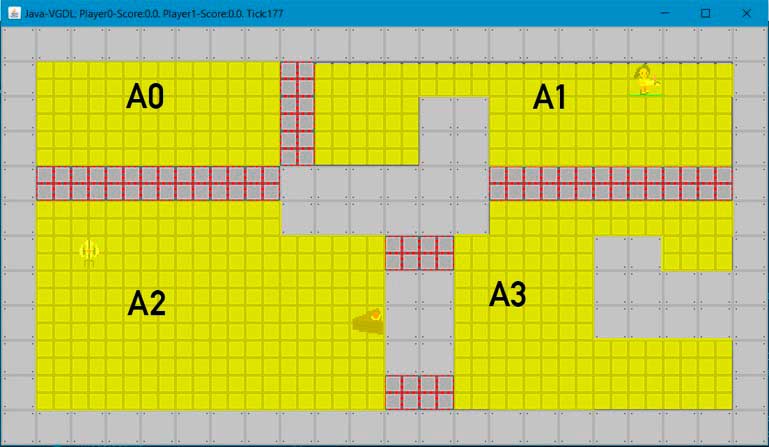 Java-VGDL: Player0-Score:0.0. Player1-Score:0.0. Tick:177
A0
A1
A2
A3